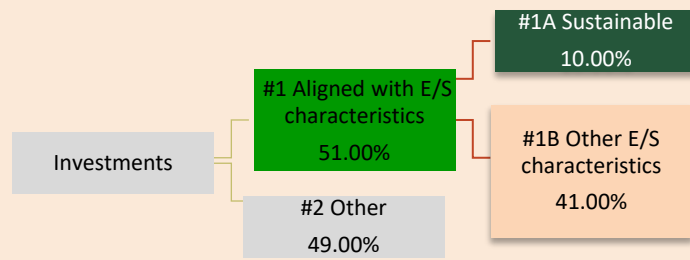 #1A Sustainable
10.00%
#1 Aligned with E/S
characteristics
51.00%
#1B Other E/S
characteristics
41.00%
Investments
#2 Other
49.00%